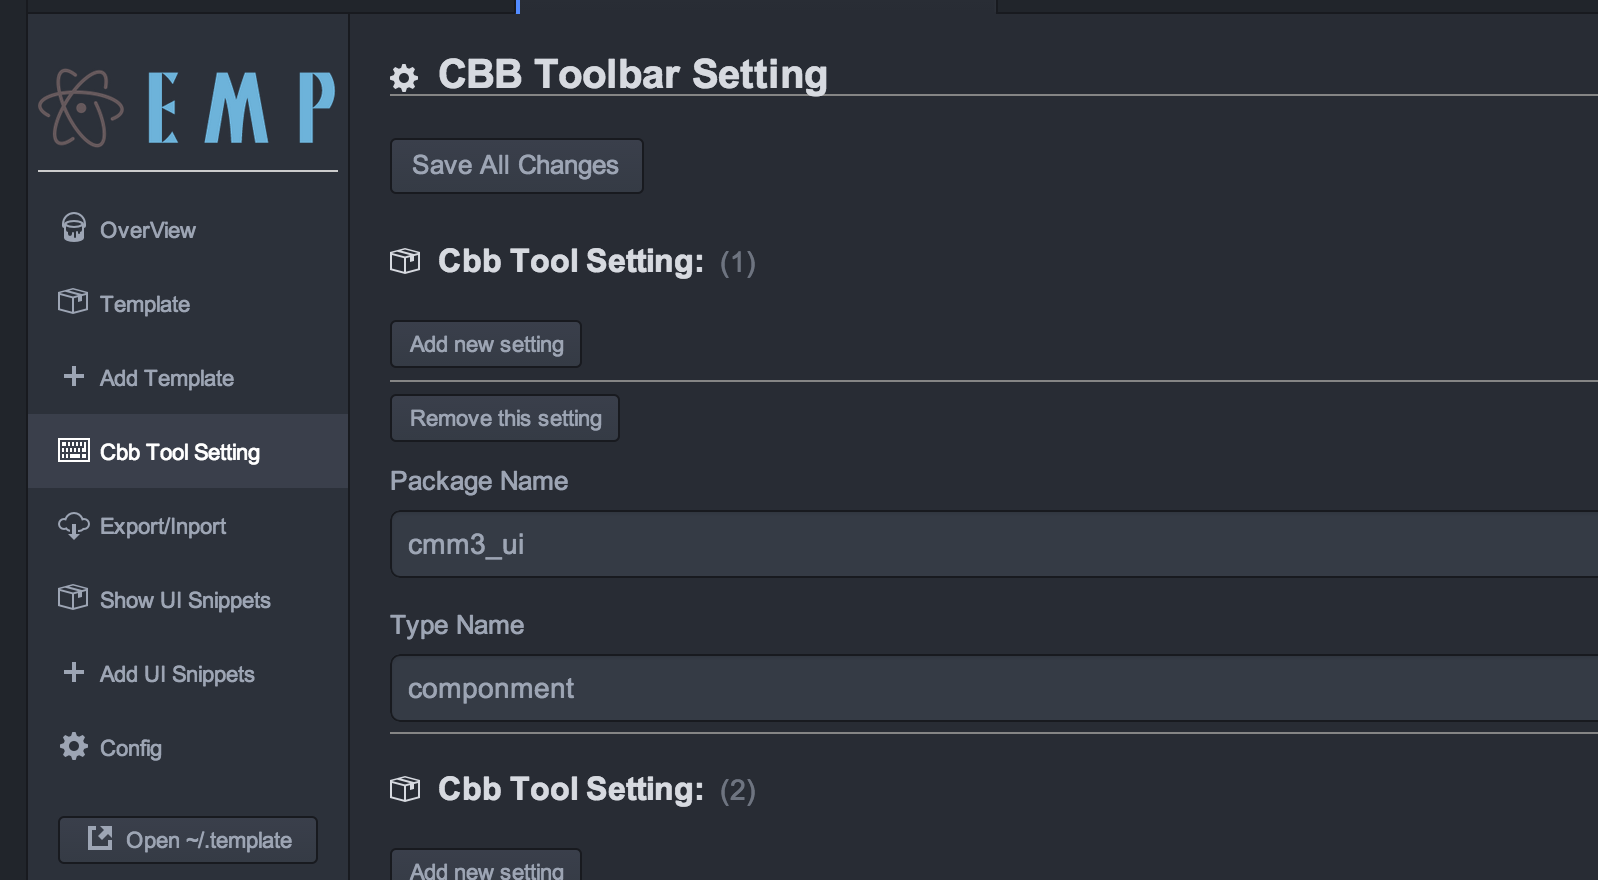 EMP
OverView
Template
Add Template
Cbb Tool Setting
Export/Inport
Show UI Snippets
Add UI Snippets
Config
Open ~/.template
CBB Toolbar Setting
Save All Changes
Cbb Tool Setting: (1)
Add new setting
Remove this setting
Package Name
cmm3_ui
Type Name
componment
Cbb Tool Setting: (2)
Add new setting